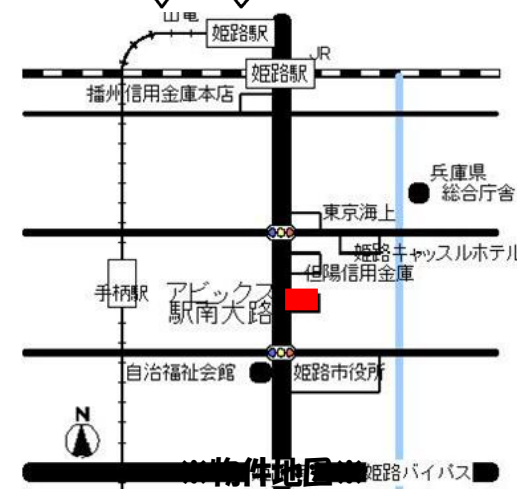 山電
姫路駅
JR
姫路駅
播州信用金庫本店
兵庫県
総合庁舎
東京海上
姫路キャッスルホテル
但陽信用金庫
手柄駅
アビックス
駅南大路
自治福祉会館
姫路市役所
N
※物件地図※
姫路バイパス